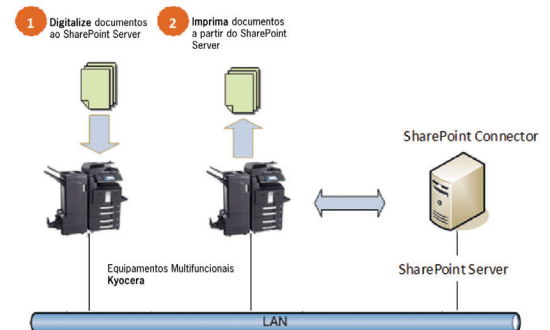 1 Digitalize documentos
ao SharePoint Server
2 Imprima documentos
a partir do SharePoint
Server
SharePoint Connector
Equipamentos Multifuncionais
Kyocera
SharePoint Server
LAN